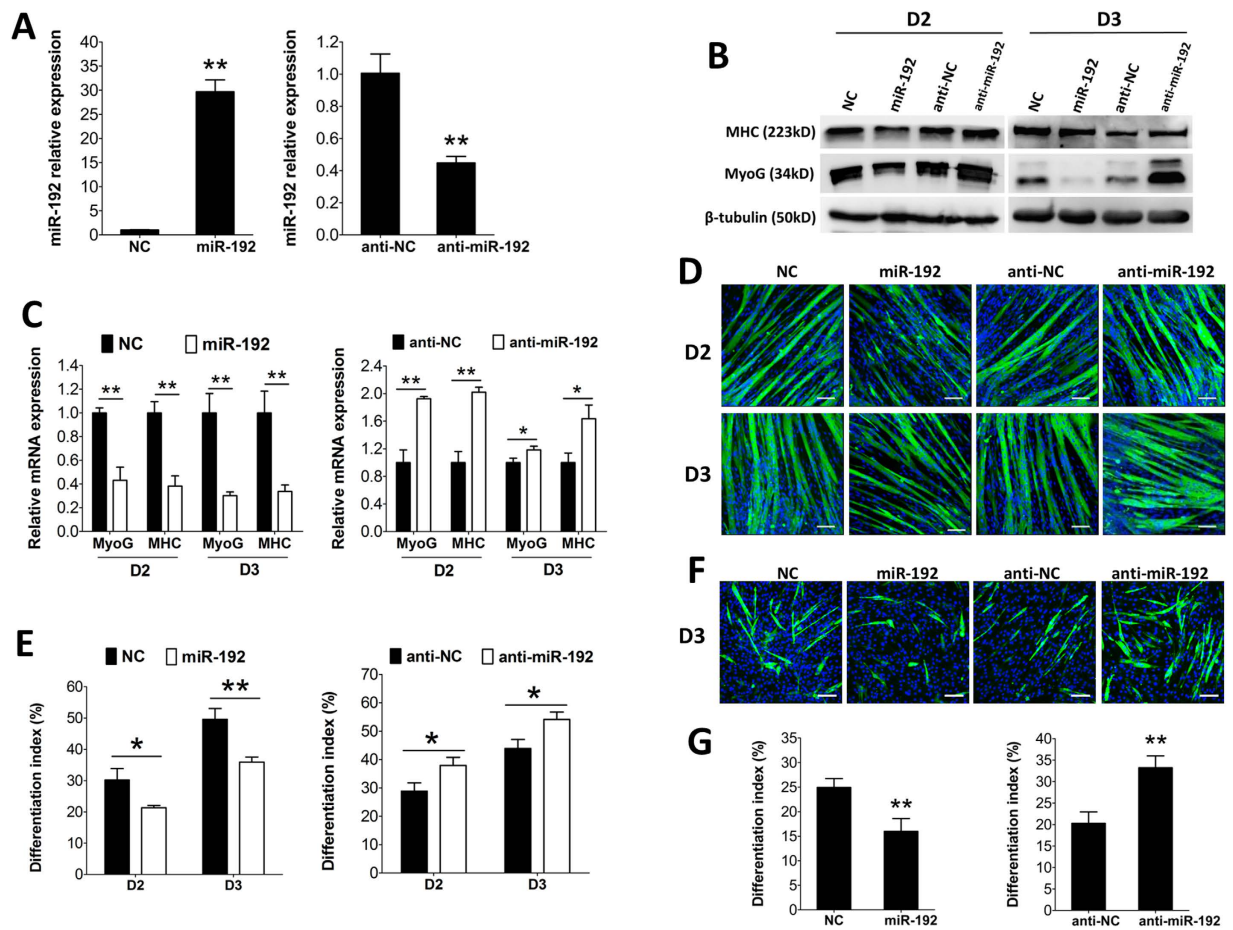 A
miR-192 relative expression
40
35
30
25
20
15
10
5
0
**
NC
miR-192
miR-192 relative expression
1.2
1.0
0.8
0.6
0.4
0.2
0.0
**
anti-NC
anti-miR-192
B
D2
D3
NC
miR-192
anti-NC
anti-miR-192
NC
miR-192
anti-NC
anti-miR-192
MHC (223kD)
MyoG (34kD)
β-tubulin (50kD)
C
NC
miR-192
Relative mRNA expression
1.4
1.2
1.0
0.8
0.6
0.4
0.2
0.0
**
**
**
**
MyoG
MHC
MyoG
MHC
D2
D3
anti-NC
anti-miR-192
Relative mRNA expression
2.4
2.0
1.6
1.2
0.8
0.4
0.0
**
**
*
*
MyoG
MHC
MyoG
MHC
D2
D3
D
NC
miR-192
anti-NC
anti-miR-192
D2
D3
E
NC
miR-192
Differentiation index (%)
60
50
40
30
20
10
0
*
**
D2
D3
anti-NC
anti-miR-192
Differentiation index (%)
70
60
50
40
30
20
10
0
*
*
D2
D3
F
NC
miR-192
anti-NC
anti-miR-192
D3
G
Differentiation index (%)
35
30
25
20
15
10
5
0
**
NC
miR-192
Differentiation index (%)
40
35
30
25
20
15
10
5
0
**
anti-NC
anti-miR-192